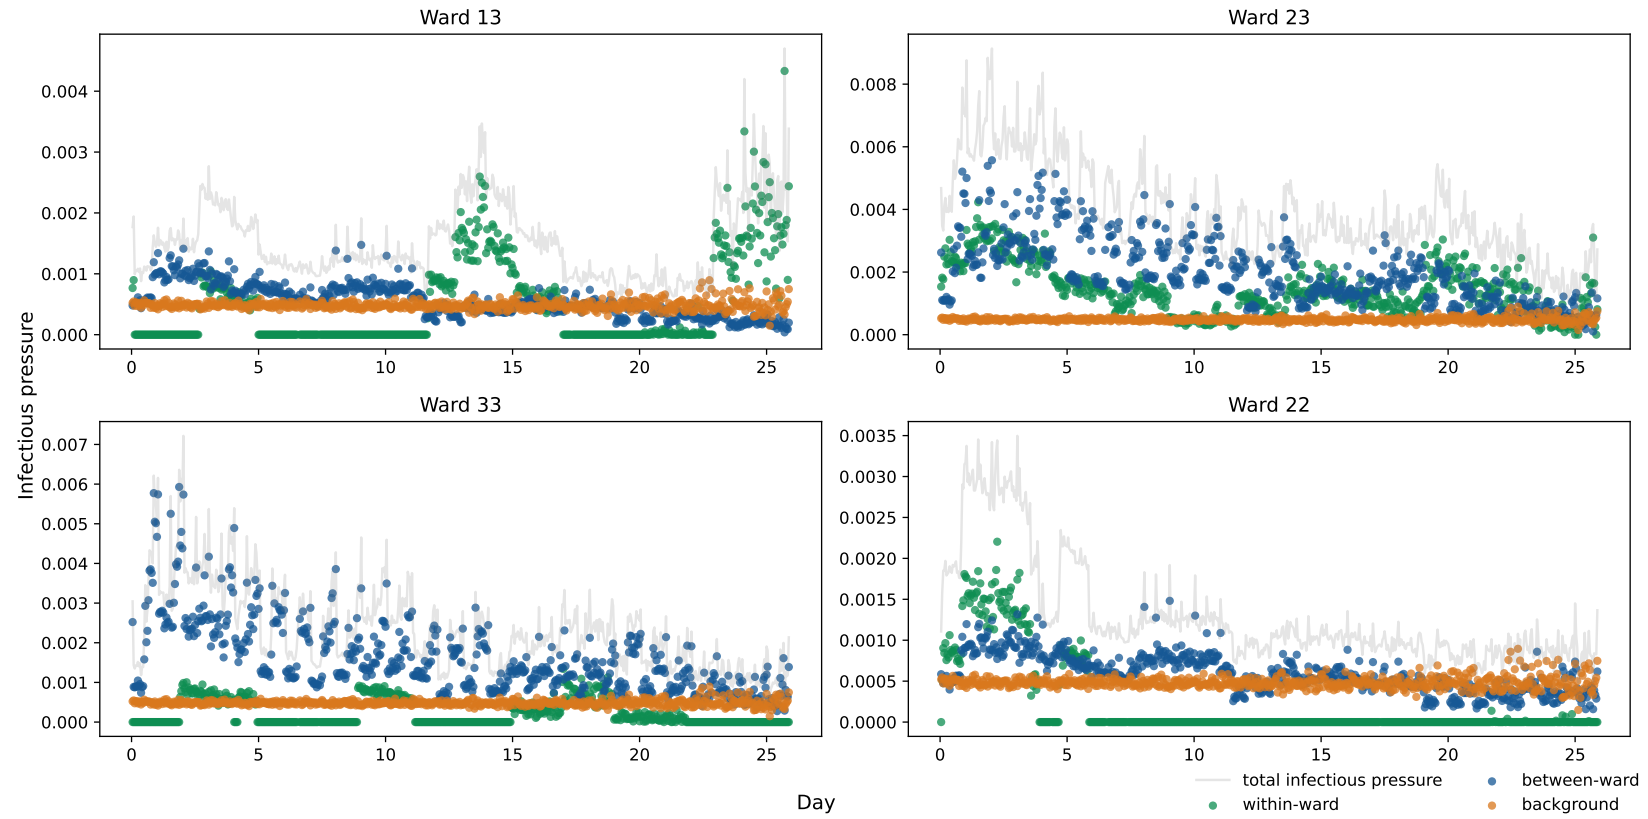 Ward 13
0.004
0.003
0.002
0.001
0.000
0 5 10 15 20 25
Ward 23
0.008
0.006
0.004
0.002
0.000
0 5 10 15 20 25
Infectious pressure
Ward 33
0.007
0.006
0.005
0.004
0.003
0.002
0.001
0.000
0 5 10 15 20 25
Ward 22
0.0035
0.0030
0.0025
0.0020
0.0015
0.0010
0.0005
0.0000
0 5 10 15 20 25
Day
total infectious pressure
within-ward
between-ward
background